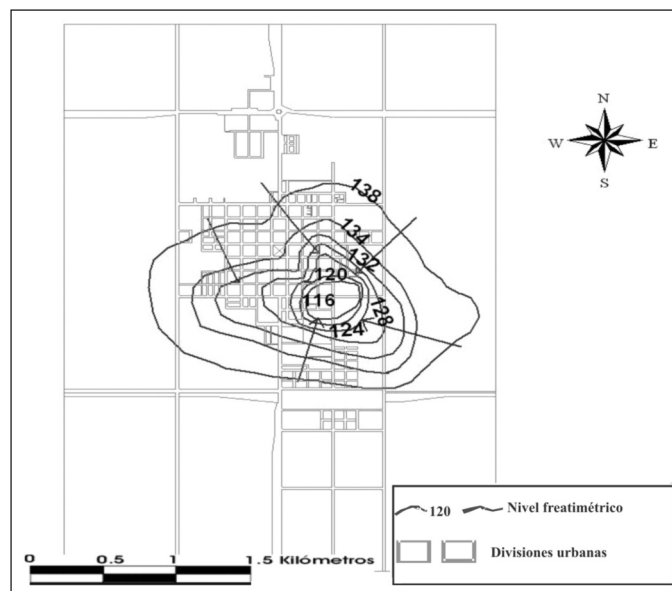 N
W E
S
138
134
132
120
116
128
124
120 Nivel freatimétrico
Divisiones urbanas
0 0.5 1 1.5 Kilómetros